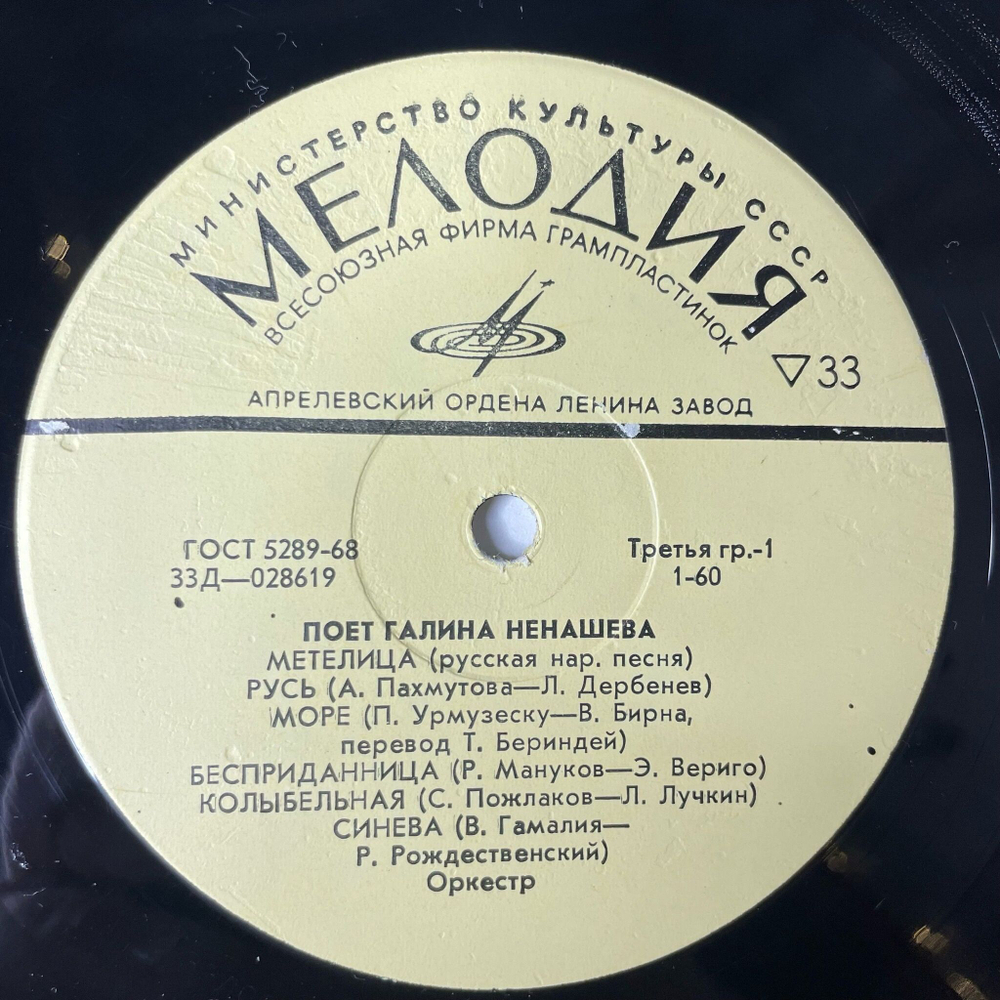 МИНИСТЕРСТВО КУЛЬТУРЫ СССР
МЕЛОДИЯ
ВСЕСОЮЗНАЯ ФИРМА ГРАМПЛАСТИНОК
33
АПРЕЛЕВСКИЙ ОРДЕНА ЛЕНИНА ЗАВОД
ГОСТ 5289-68
Третья гр.-1
33Д—028619
1-60
ПОЕТ ГАЛИНА НЕНАШЕВА
МЕТЕЛИЦА (русская нар. песня)
РУСЬ (А. Пахмутова—Л. Дербенев)
МОРЕ (П. Урмузеску—В. Бирна,
перевод Т. Бериндей)
БЕСПРИДАННИЦА (Р. Мануков—Э. Вериго)
КОЛЫБЕЛЬНАЯ (С. Пожлаков—Л. Лучкин)
СИНЕВА (В. Гамалия—
Р. Рождественский)
Оркестр